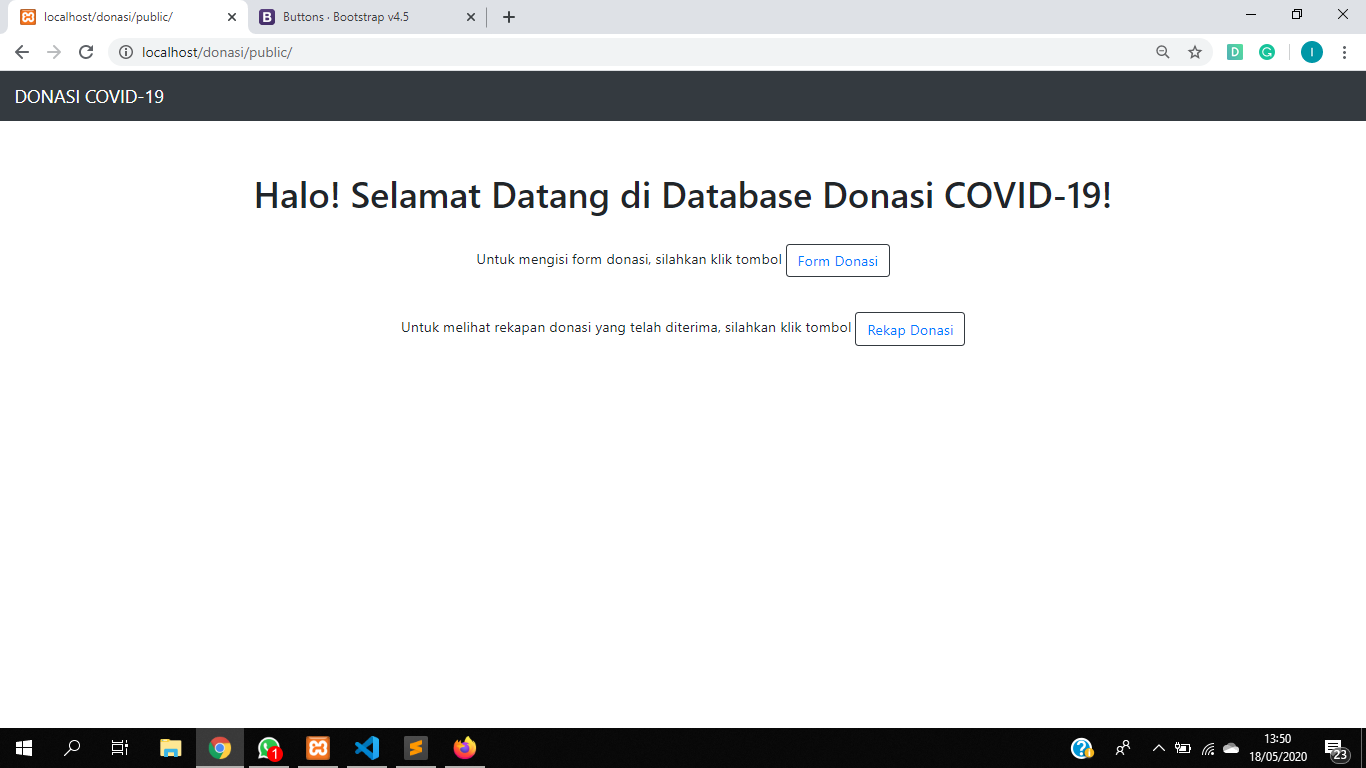 localhost/donasi/public/
Buttons · Bootstrap v4.5
localhost/donasi/public/
D
I
DONASI COVID-19
Halo! Selamat Datang di Database Donasi COVID-19!
Untuk mengisi form donasi, silahkan klik tombol Form Donasi
Untuk melihat rekapan donasi yang telah diterima, silahkan klik tombol Rekap Donasi
1
13:50
18/05/2020
23